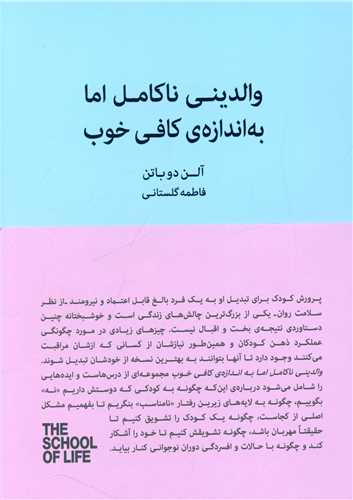 والدینی ناکامل اما
به‌اندازه‌ی کافی خوب
آلـن دو باتن
فاطمه گلستانی
پرورش کودک برای تبدیل او به یک فرد بالغ قابل اعتماد و نیرومند ـ از نظر
سلامت روان ـ یکی از بزرگ‌ترین چالش‌های زندگی است و خوشبختانه چنین
دستاوردی نتیجه‌ی بخت و اقبال نیست. چیزهای زیادی در مورد چگونگی
عملکرد ذهن کودکان و همین‌طور نیازشان از کسانی که ازشان مراقبت
می‌کنند وجود دارد تا آنها بتوانند به بهترین نسخه از خودشان تبدیل شوند.
والدینی ناکامل اما به اندازه‌ی کافی خوب مجموعه‌ای از درس‌هاست و ایده‌هایی
را شامل می‌شود درباره‌ی این‌که چگونه به کودکی که دوستش داریم «نه»
بگوییم، چگونه به لایه‌های زیرین رفتار «نامناسب» بنگریم تا بفهمیم مشکل
اصلی از کجاست، چگونه یک کودک را تشویق کنیم تا
حقیقتاً مهربان باشد، چگونه تشویقش کنیم تا خود را آشکار
کند و چگونه با حالات و افسردگی دوران نوجوانی کنار بیاید.
THE
SCHOOL
OF LIFE